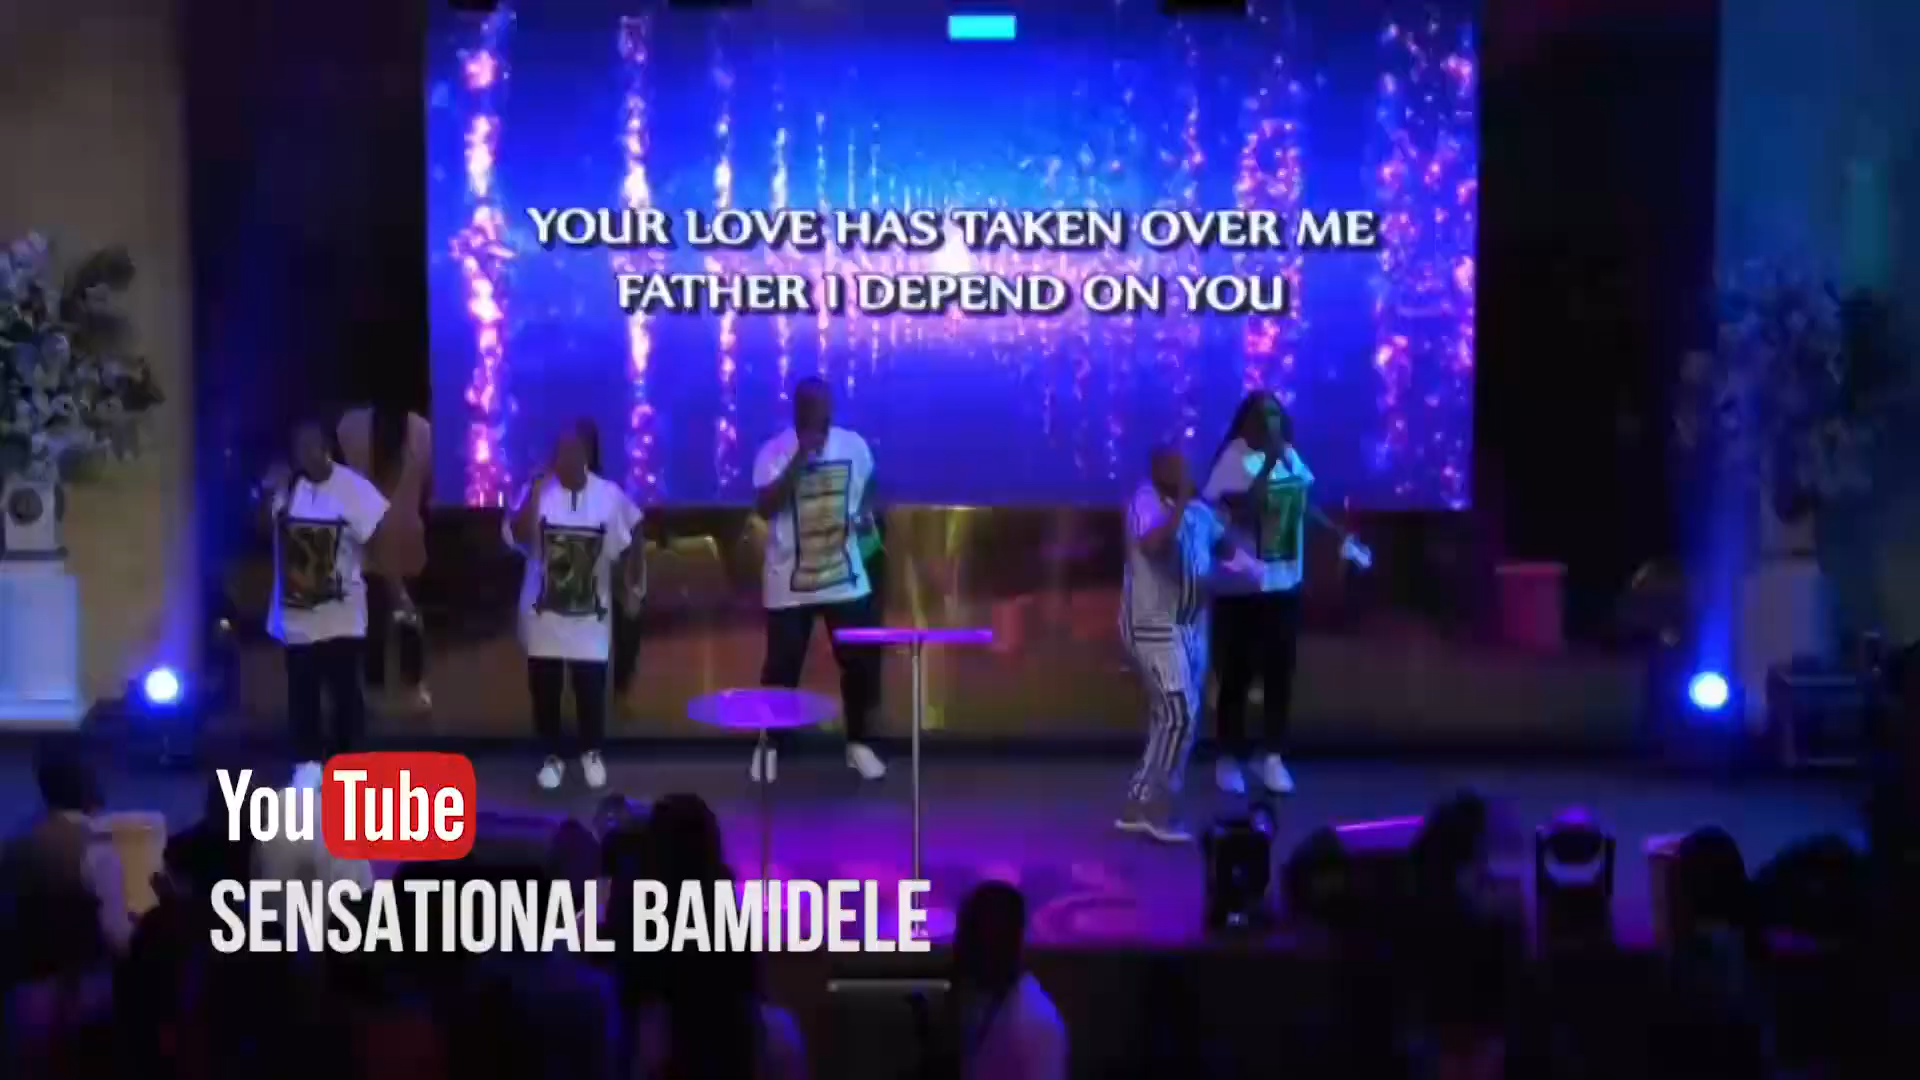 YOUR LOVE HAS TAKEN OVER ME
FATHER I DEPEND ON YOU
YouTube
SENSATIONAL BAMIDELE